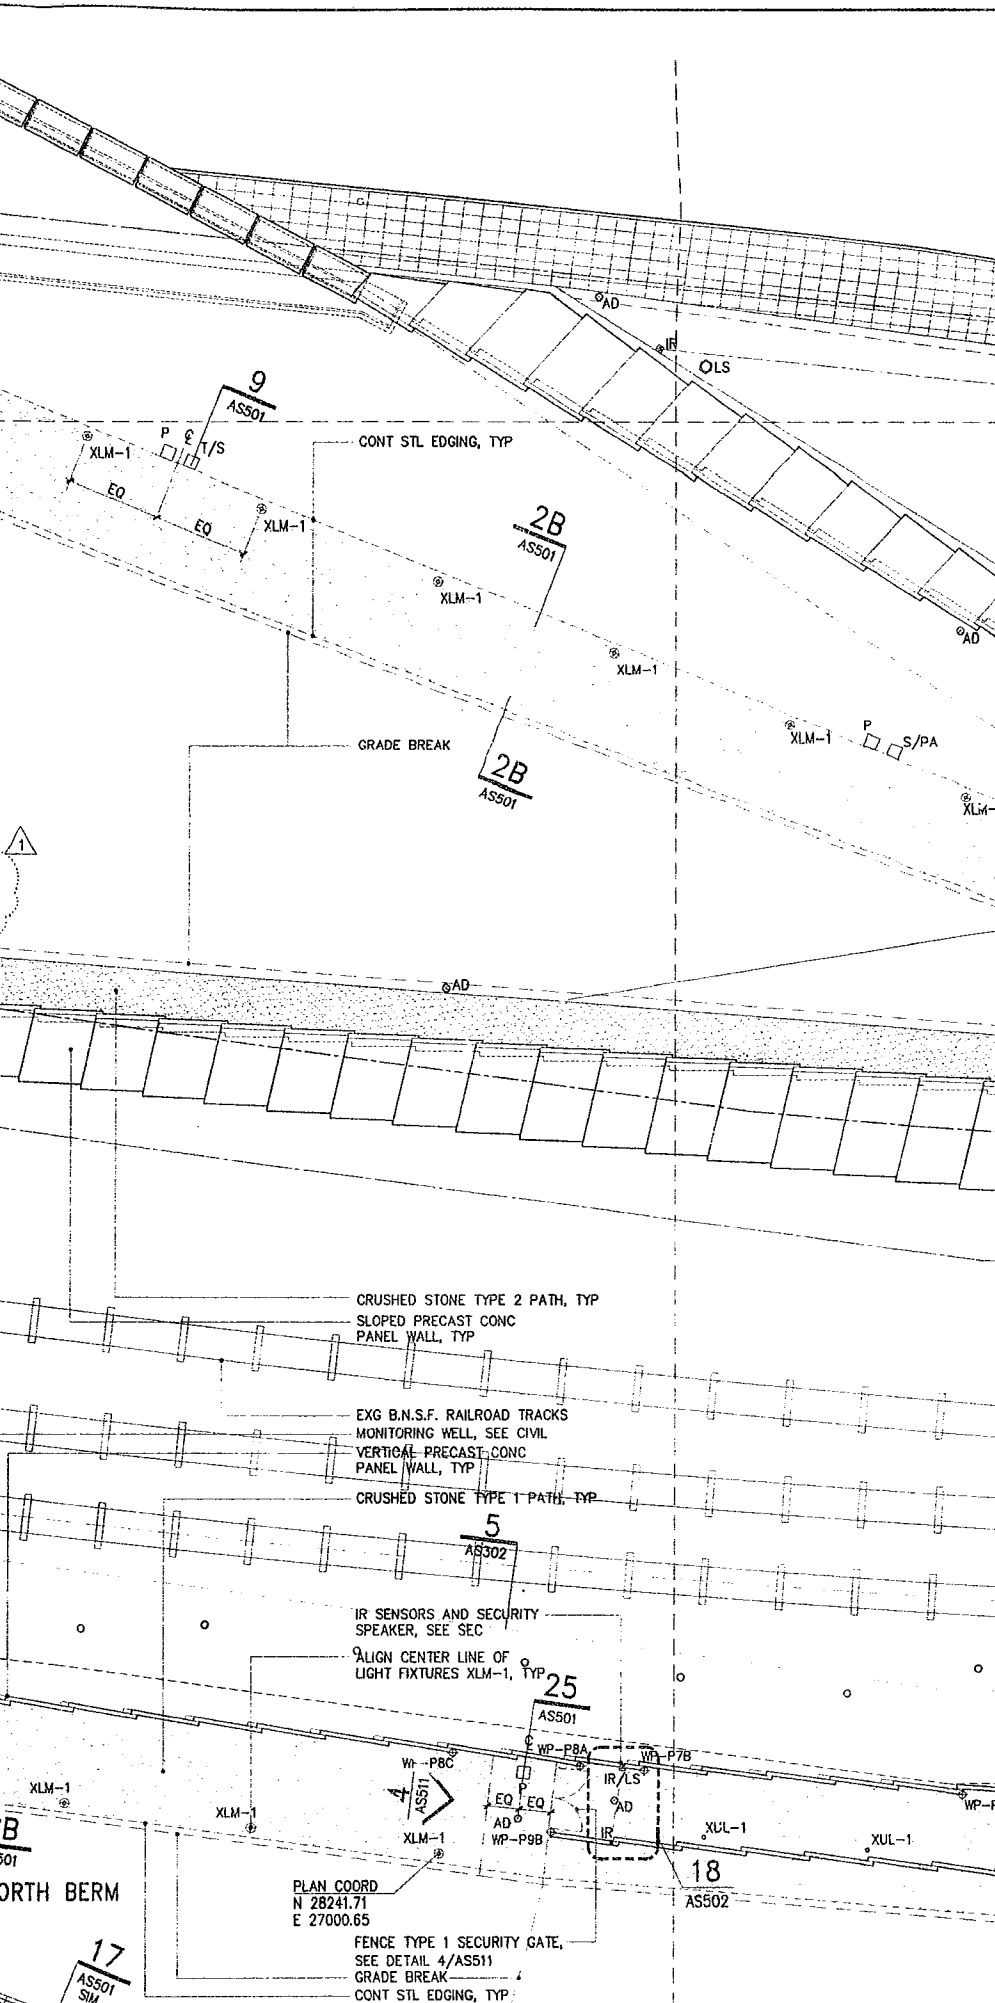 G
AD
IR
LS
9
AS501
P
℄
T/S
XLM-1
CONT STL EDGING, TYP
EQ
EQ
XLM-1
2B
AS501
XLM-1
AD
XLM-1
XLM-1
P
S/PA
GRADE BREAK
2B
AS501
XLM-
1
AD
CRUSHED STONE TYPE 2 PATH, TYP
SLOPED PRECAST CONC
PANEL WALL, TYP
EXG B.N.S.F. RAILROAD TRACKS
MONITORING WELL, SEE CIVIL
VERTICAL PRECAST CONC
PANEL WALL, TYP
CRUSHED STONE TYPE 1 PATH, TYP
5
AS302
IR SENSORS AND SECURITY
SPEAKER, SEE SEC
ALIGN CENTER LINE OF
LIGHT FIXTURES XLM-1, TYP
25
AS501
℄
WP-P8A
WP-P7B
WP-P8C
IR/LS
P
4
AS511
XLM-1
EQ
EQ
AD
WP-P
XLM-1
AD
WP-P9B
IR
XLM-1
XUL-1
XUL-1
B
501
18
AS502
ORTH BERM
PLAN COORD
N 28241.71
E 27000.65
FENCE TYPE 1 SECURITY GATE,
SEE DETAIL 4/AS511
GRADE BREAK
CONT STL EDGING, TYP
17
AS501
SIM